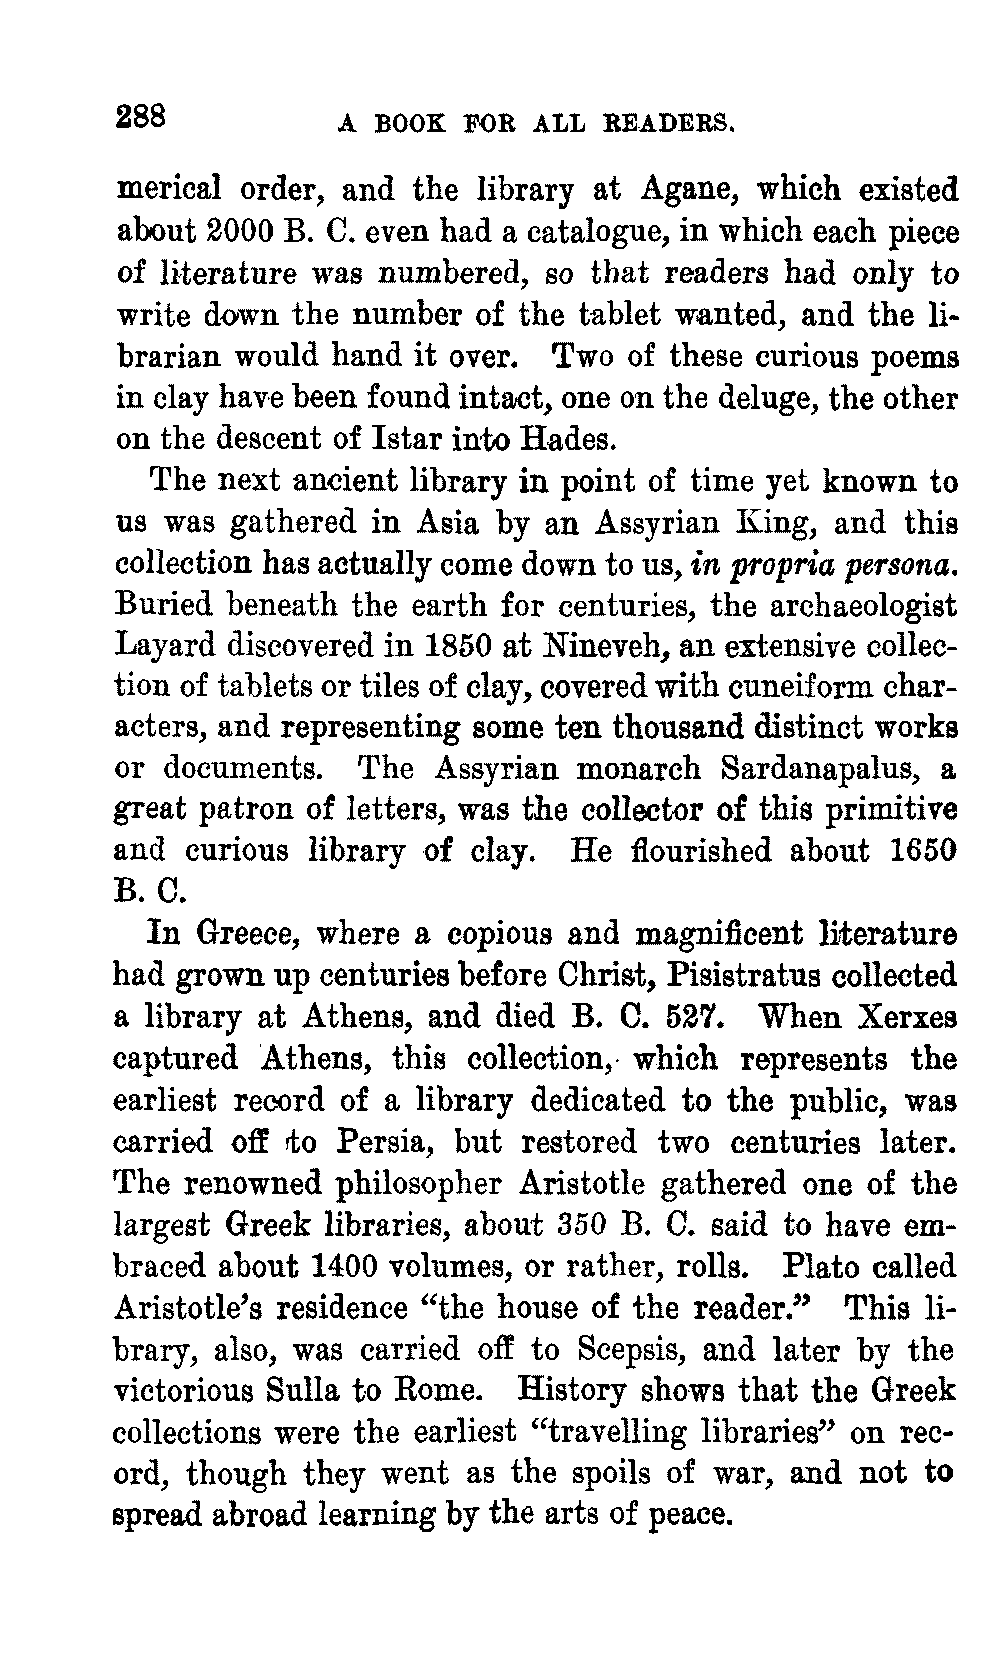 288
A BOOK FOR ALL READERS.
merical order, and the library at Agane, which existed
about 2000 B. C. even had a catalogue, in which each piece
of literature was numbered, so that readers had only to
write down the number of the tablet wanted, and the li-
brarian would hand it over. Two of these curious poems
in clay have been found intact, one on the deluge, the other
on the descent of Istar into Hades.
The next ancient library in point of time yet known to
us was gathered in Asia by an Assyrian King, and this
collection has actually come down to us, in propria persona.
Buried beneath the earth for centuries, the archaeologist
Layard discovered in 1850 at Nineveh, an extensive collec-
tion of tablets or tiles of clay, covered with cuneiform char-
acters, and representing some ten thousand distinct works
or documents. The Assyrian monarch Sardanapalus, a
great patron of letters, was the collector of this primitive
and curious library of clay. He flourished about 1650
B. C.
In Greece, where a copious and magnificent literature
had grown up centuries before Christ, Pisistratus collected
a library at Athens, and died B. C. 527. When Xerxes
captured Athens, this collection, which represents the
earliest record of a library dedicated to the public, was
carried off to Persia, but restored two centuries later.
The renowned philosopher Aristotle gathered one of the
largest Greek libraries, about 350 B. C. said to have em-
braced about 1400 volumes, or rather, rolls. Plato called
Aristotle's residence "the house of the reader." This li-
brary, also, was carried off to Scepsis, and later by the
victorious Sulla to Rome. History shows that the Greek
collections were the earliest "travelling libraries" on rec-
ord, though they went as the spoils of war, and not to
spread abroad learning by the arts of peace.